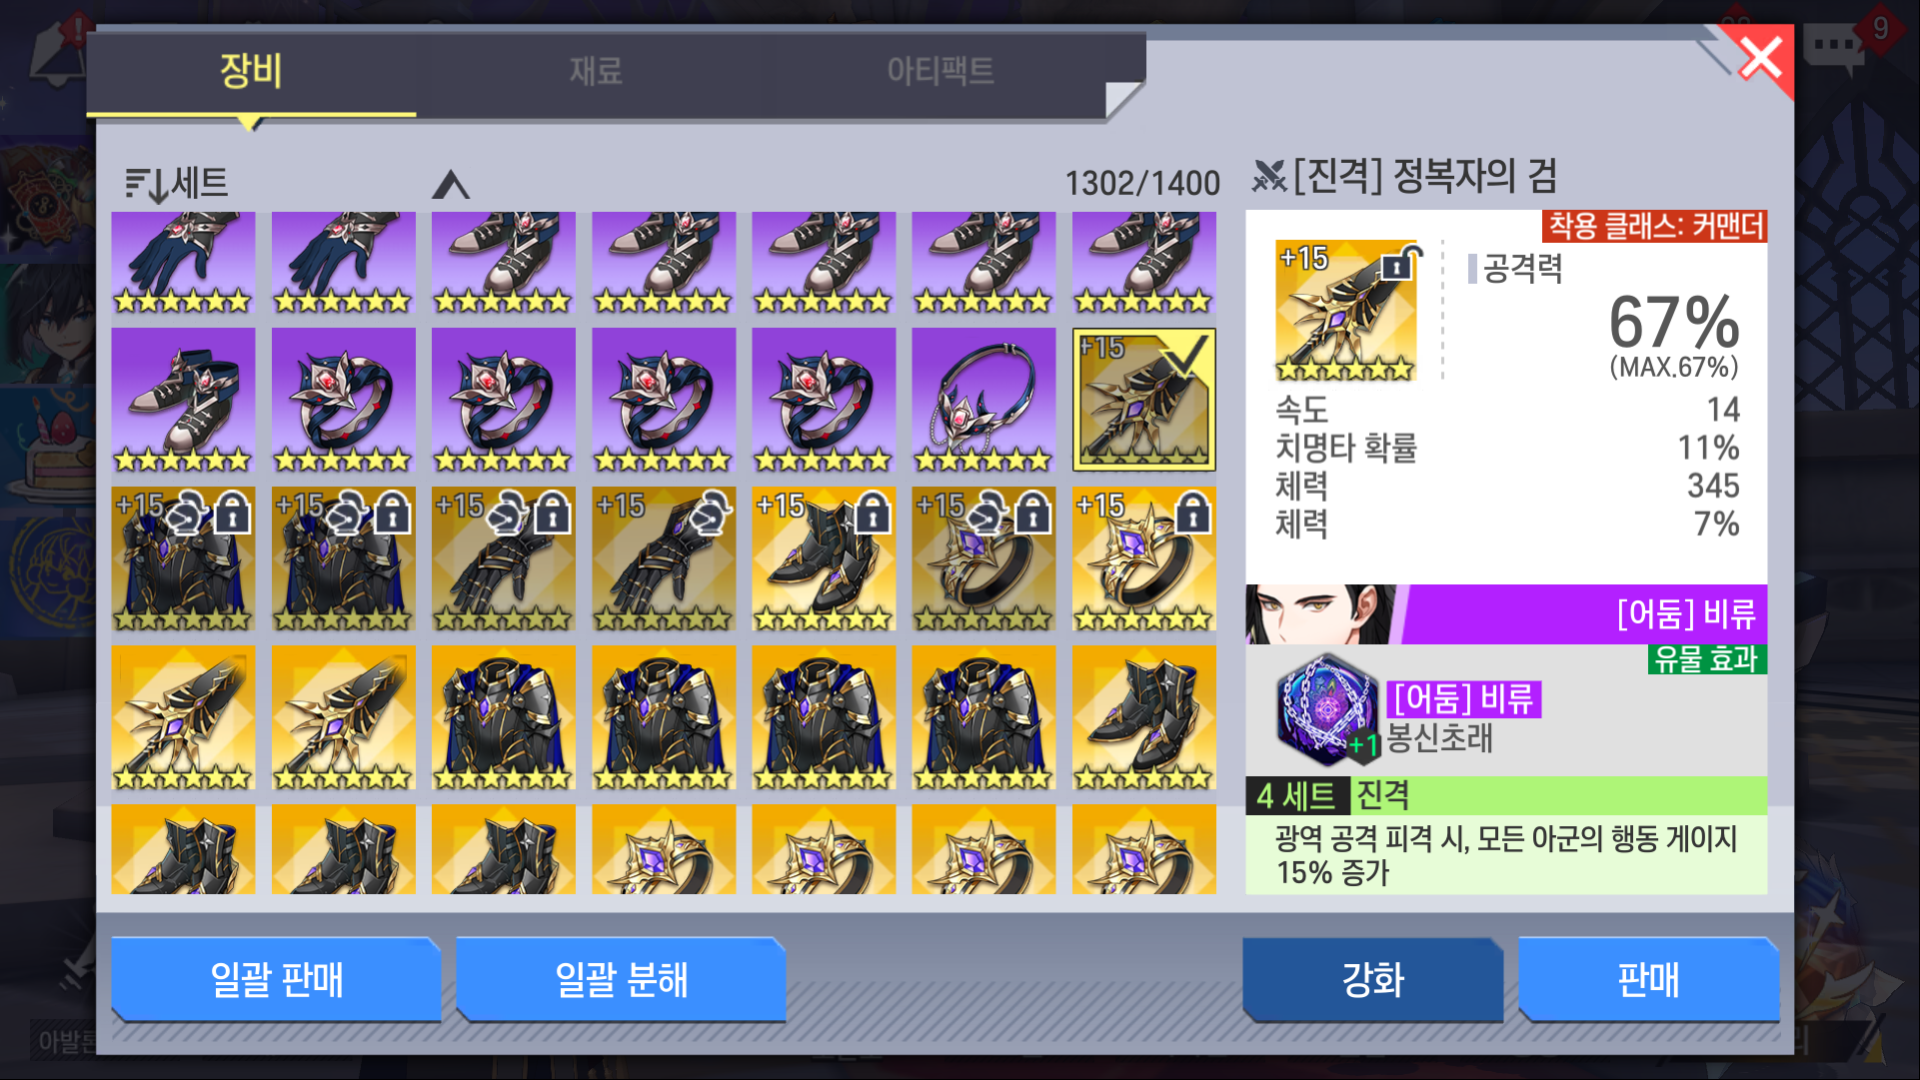 장비
재료
아티팩트
9
세트
1302/1400
[진격] 정복자의 검
착용 클래스: 커맨더
+15
공격력
67%
(MAX.67%)
속도 14
치명타 확률 11%
체력 345
체력 7%
+15
+15
+15
+15
+15
+15
+15
+15
[어둠] 비류
유물 효과
[어둠] 비류
+1
봉신초래
4 세트 진격
광역 공격 피격 시, 모든 아군의 행동 게이지
15% 증가
일괄 판매
일괄 분해
강화
판매